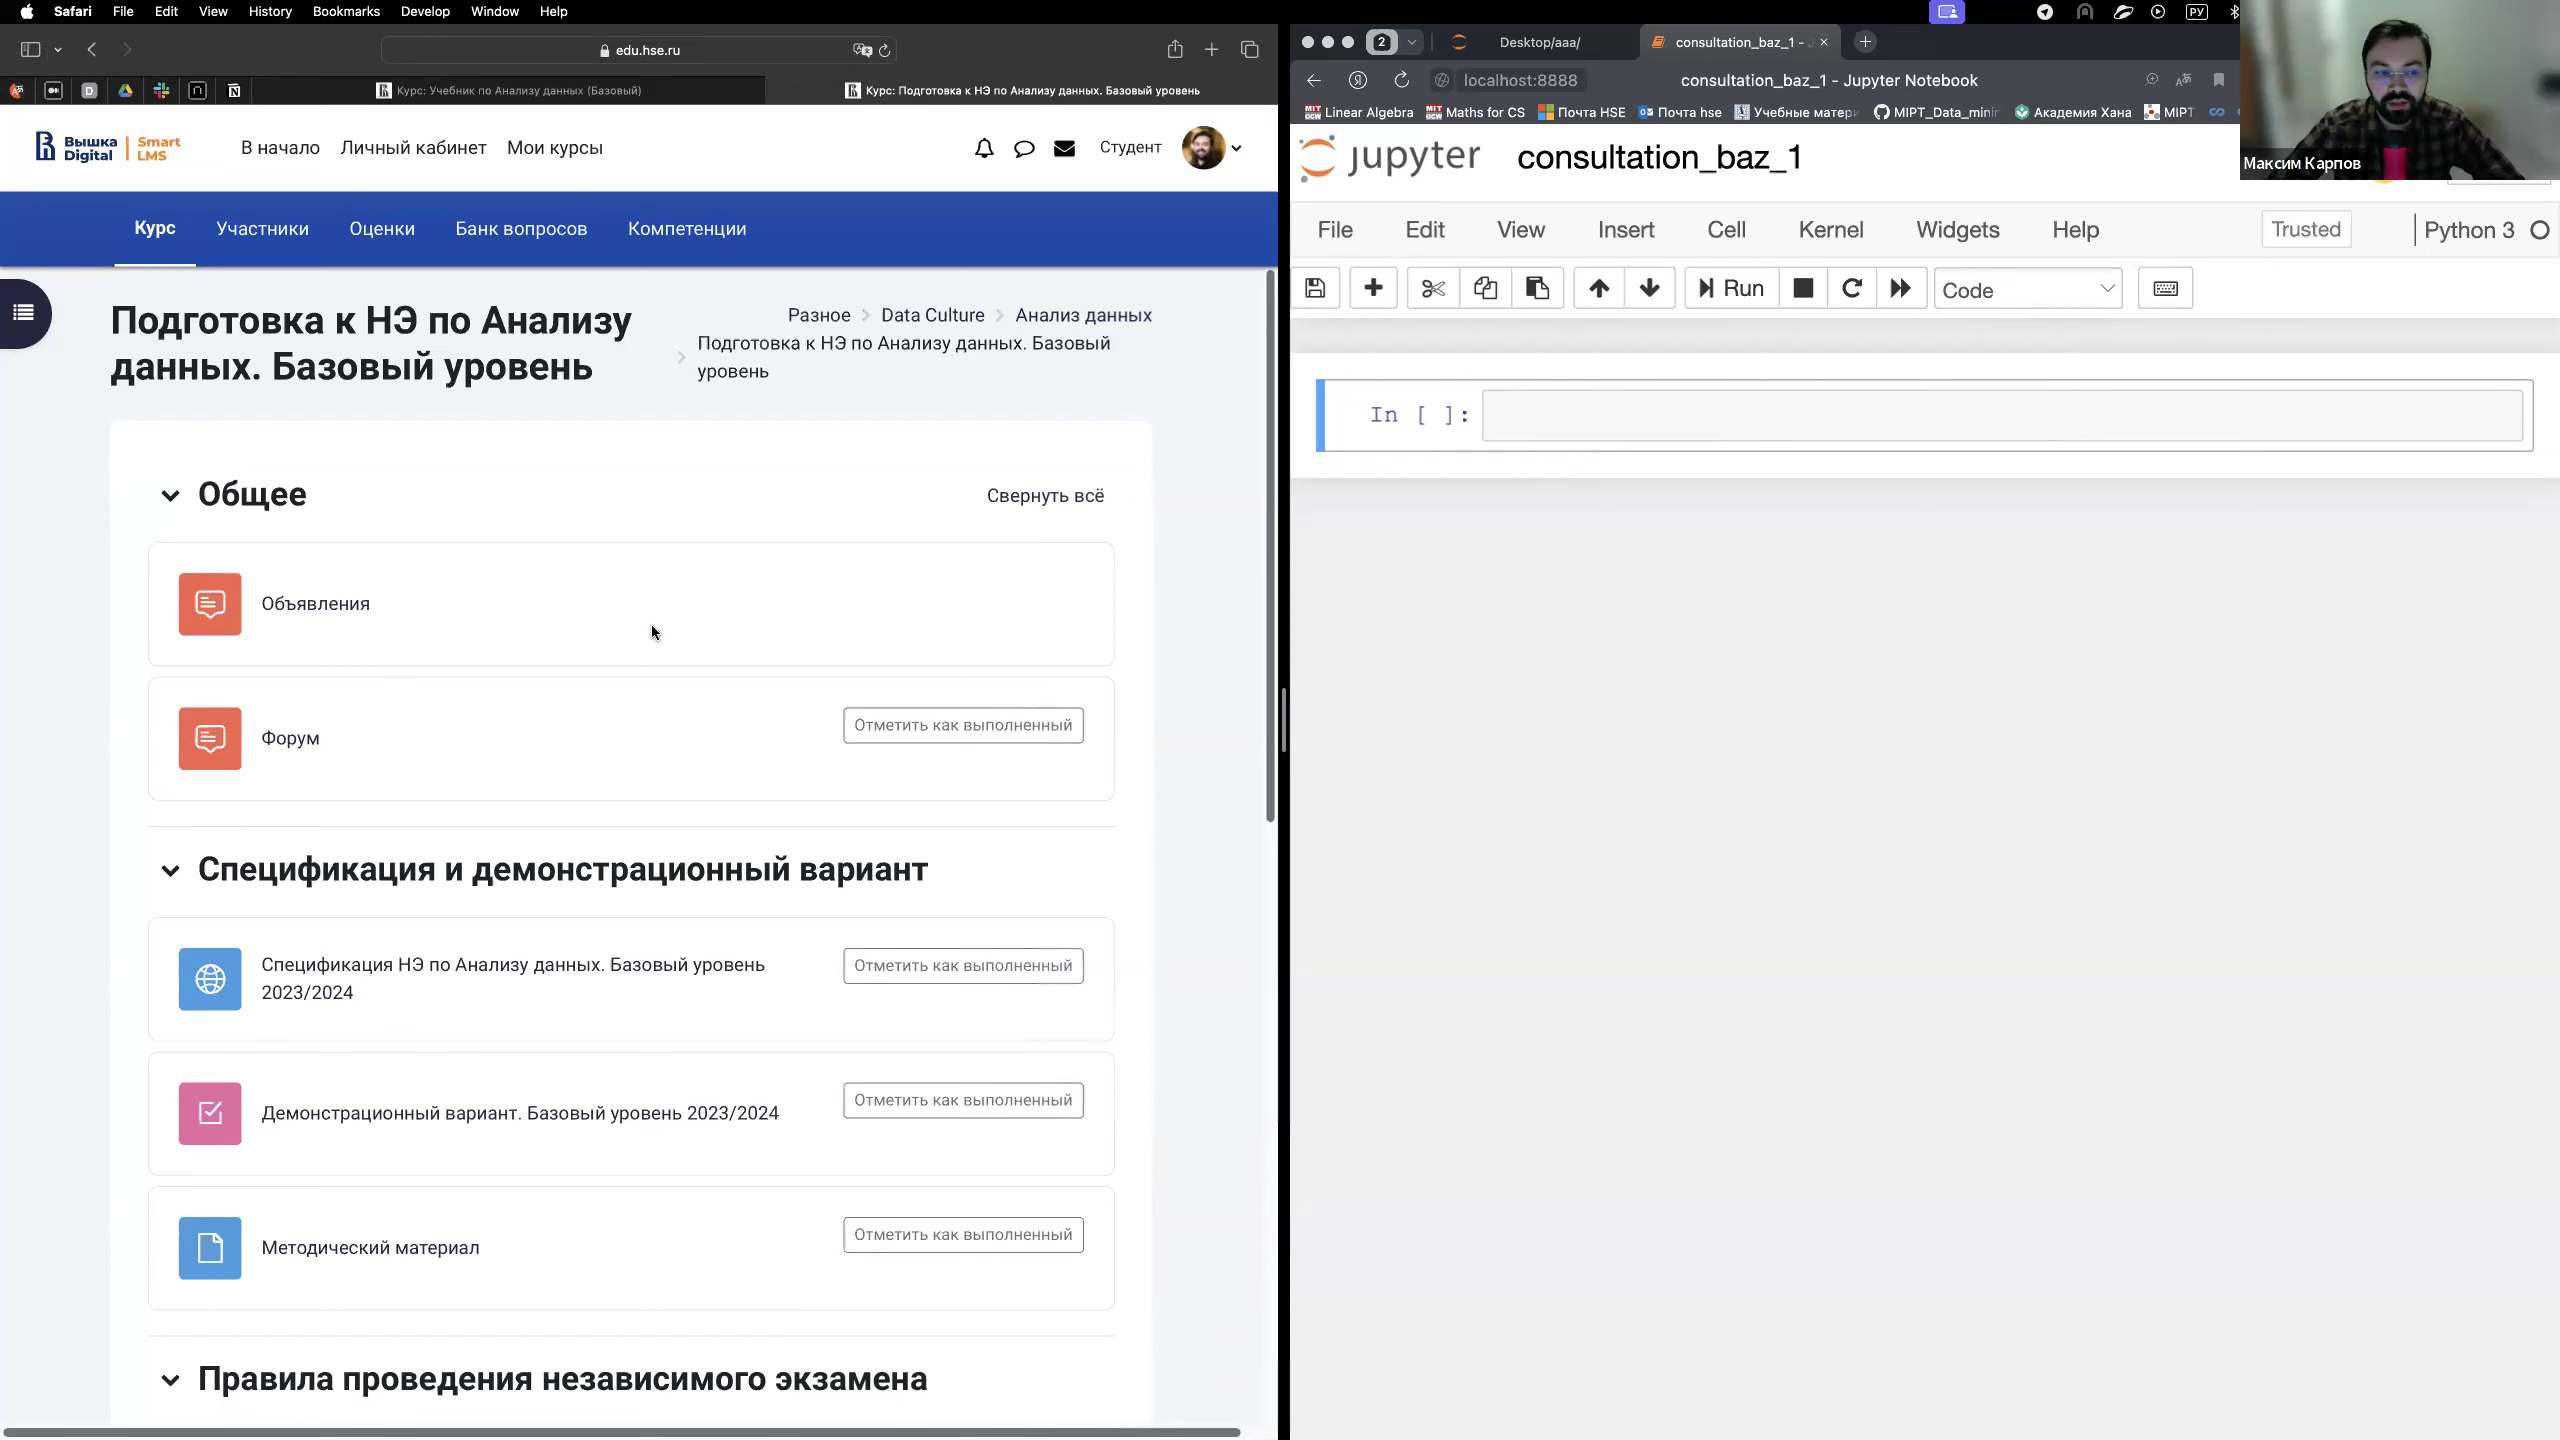 Safari File Edit View History Bookmarks Develop Window Help
РУ
edu.hse.ru
Курс: Учебник по Анализу данных (Базовый)
Курс: Подготовка к НЭ по Анализу данных. Базовый уровень
Вышка Digital
Smart LMS
В начало Личный кабинет Мои курсы
Студент
Курс Участники Оценки Банк вопросов Компетенции
Подготовка к НЭ по Анализу
данных. Базовый уровень
Разное Data Culture Анализ данных
Подготовка к НЭ по Анализу данных. Базовый
уровень
Общее
Свернуть всё
Объявления
Форум
Отметить как выполненный
Спецификация и демонстрационный вариант
Спецификация НЭ по Анализу данных. Базовый уровень
2023/2024
Отметить как выполненный
Демонстрационный вариант. Базовый уровень 2023/2024
Отметить как выполненный
Методический материал
Отметить как выполненный
Правила проведения независимого экзамена
2
Desktop/aaa/
consultation_baz_1 -
localhost:8888
consultation_baz_1 - Jupyter Notebook
Linear Algebra
Maths for CS
Почта HSE
Почта hse
Учебные матери
MIPT_Data_minin
Академия Хана
MIPT
Максим Карпов
jupyter consultation_baz_1
File Edit View Insert Cell Kernel Widgets Help
Trusted
Python 3
Run
Code
In [ ]: